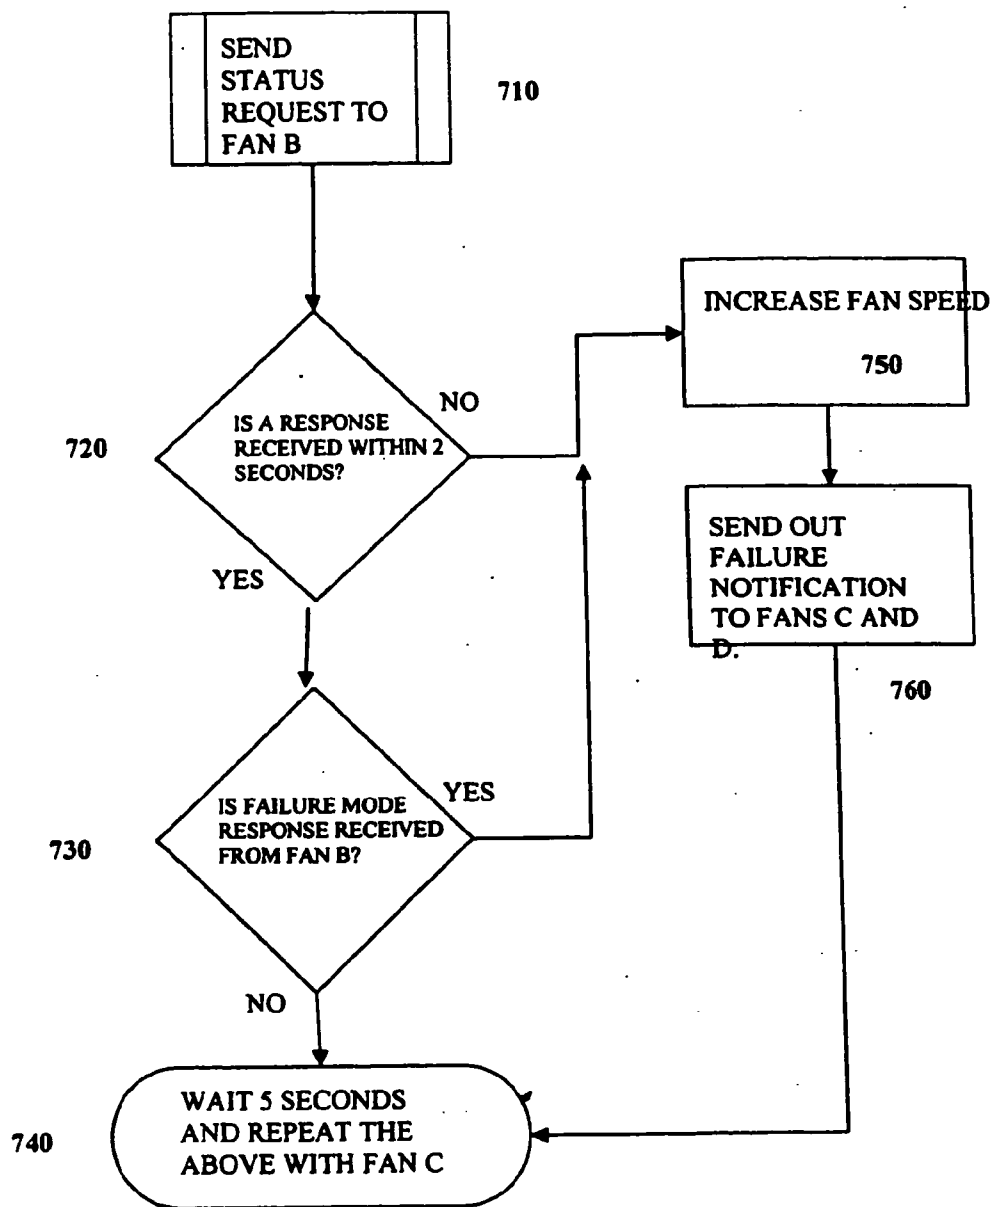 SEND
STATUS
REQUEST TO
FAN B
710
INCREASE FAN SPEED
750
NO
IS A RESPONSE
RECEIVED WITHIN 2
SECONDS?
720
YES
SEND OUT
FAILURE
NOTIFICATION
TO FANS C AND
D.
760
YES
IS FAILURE MODE
RESPONSE RECEIVED
FROM FAN B?
730
NO
WAIT 5 SECONDS
AND REPEAT THE
ABOVE WITH FAN C
740